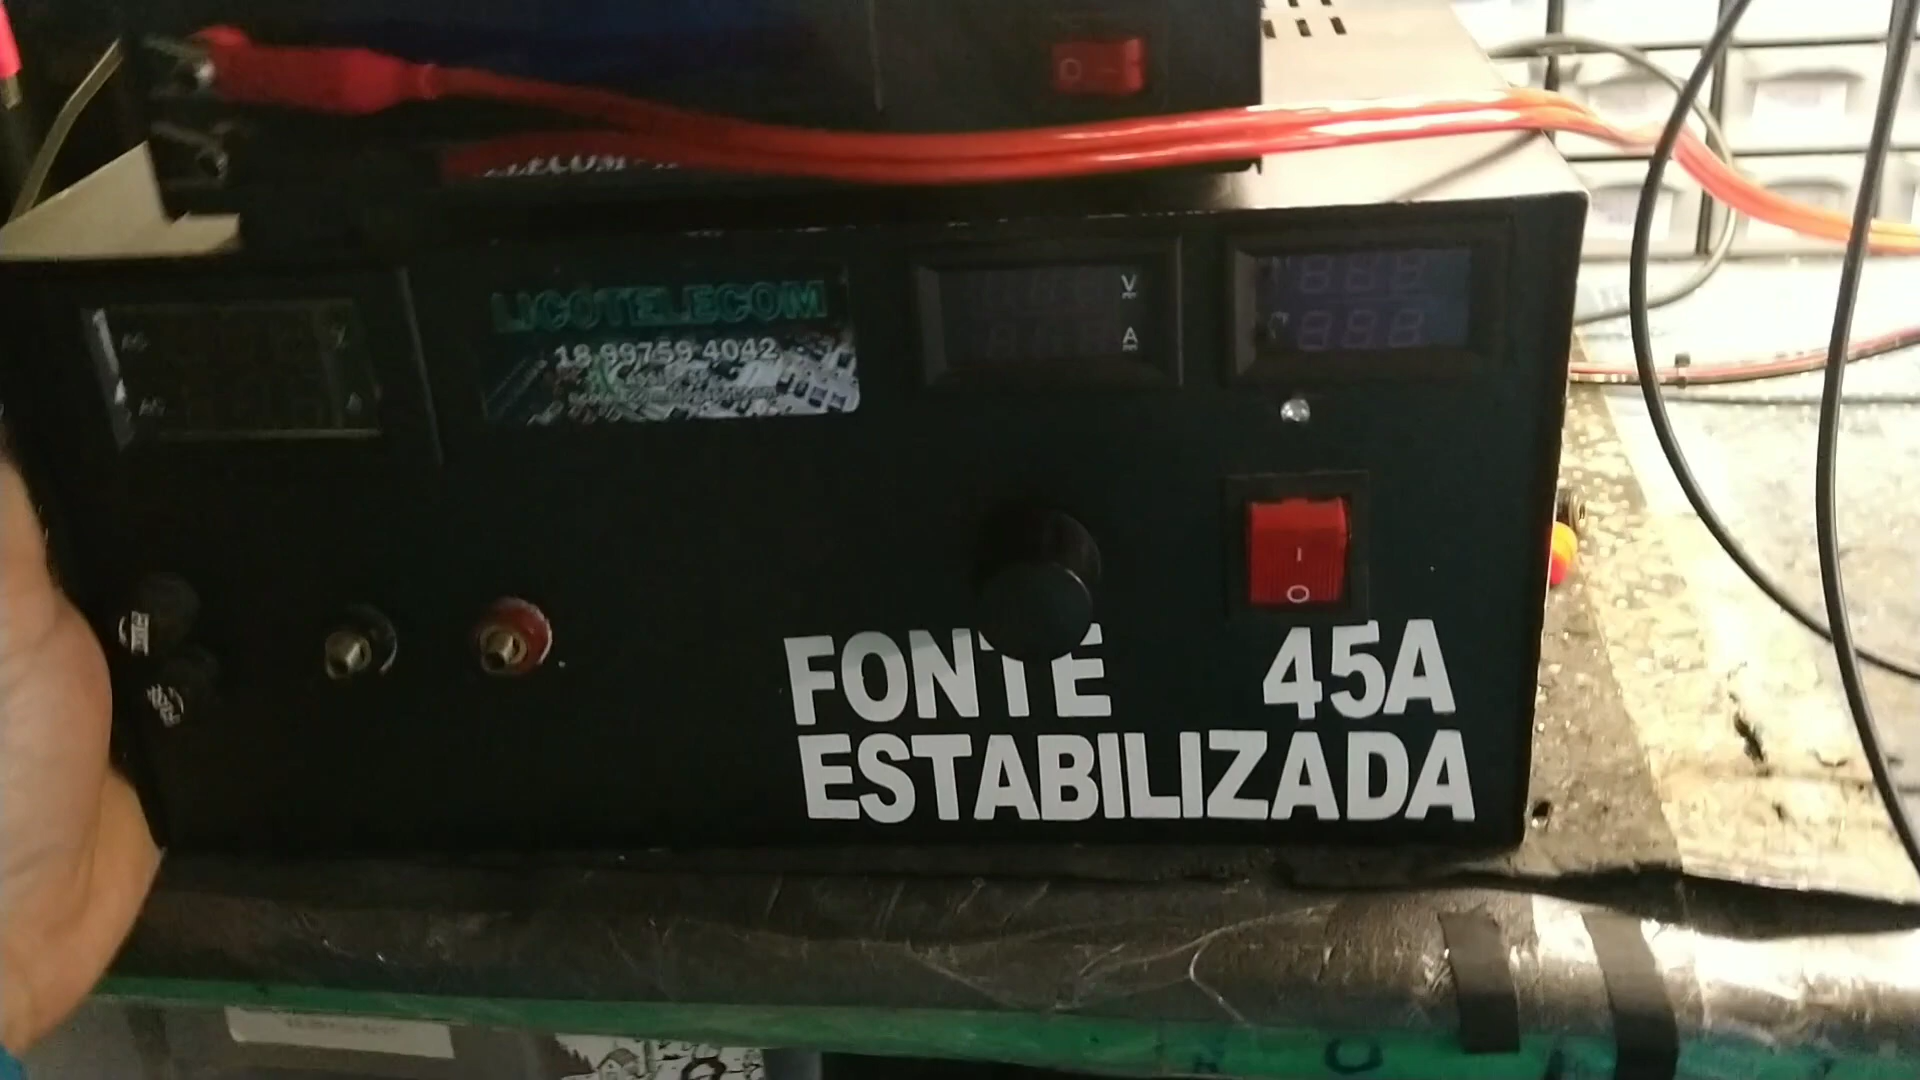 LICOTELECOM
18 99759 4042
V
A
FONTE 45A
ESTABILIZADA